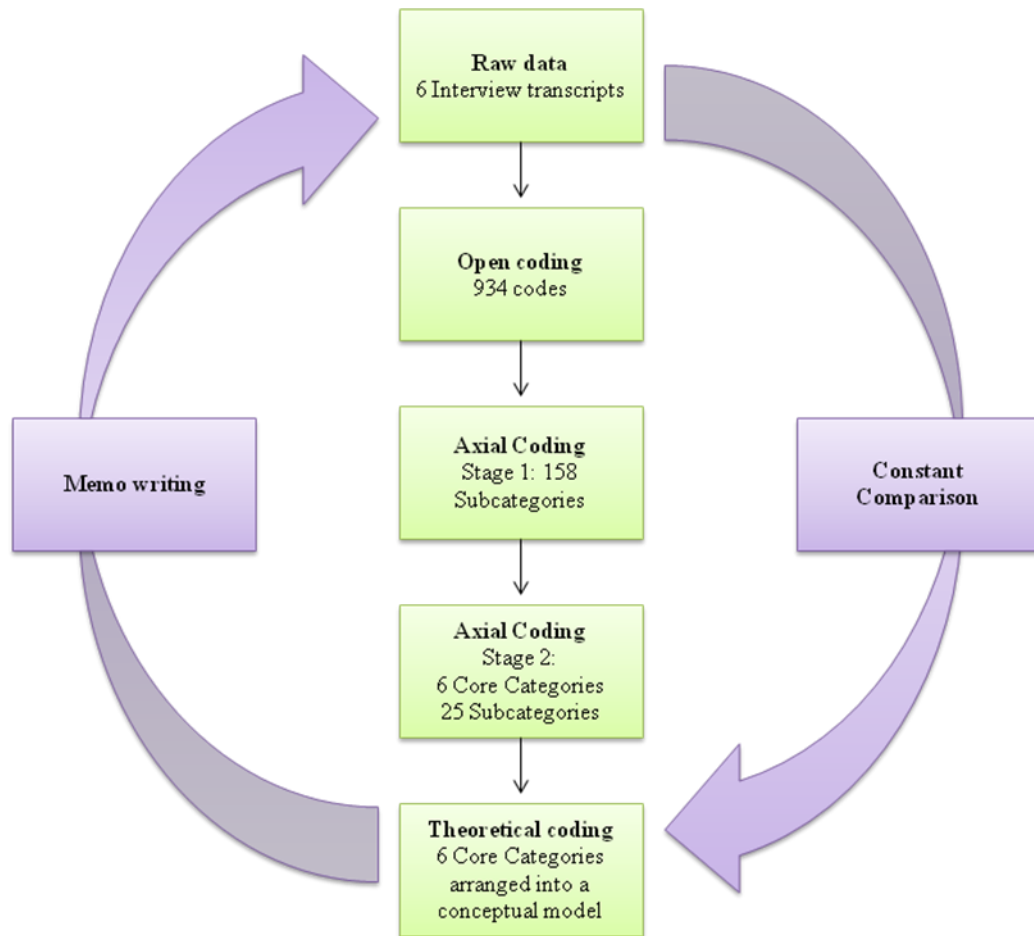 Raw data
6 Interview transcripts
Open coding
934 codes
Axial Coding
Stage 1: 158
Subcategories
Memo writing
Constant
Comparison
Axial Coding
Stage 2:
6 Core Categories
25 Subcategories
Theoretical coding
6 Core Categories
arranged into a
conceptual model